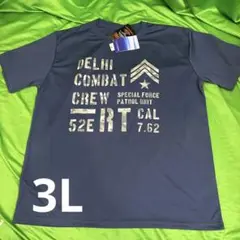 DELHI
COMBAT
CREW
SPECIAL FORCE
PATROL UNIT
52E RT CAL
7.62
3L